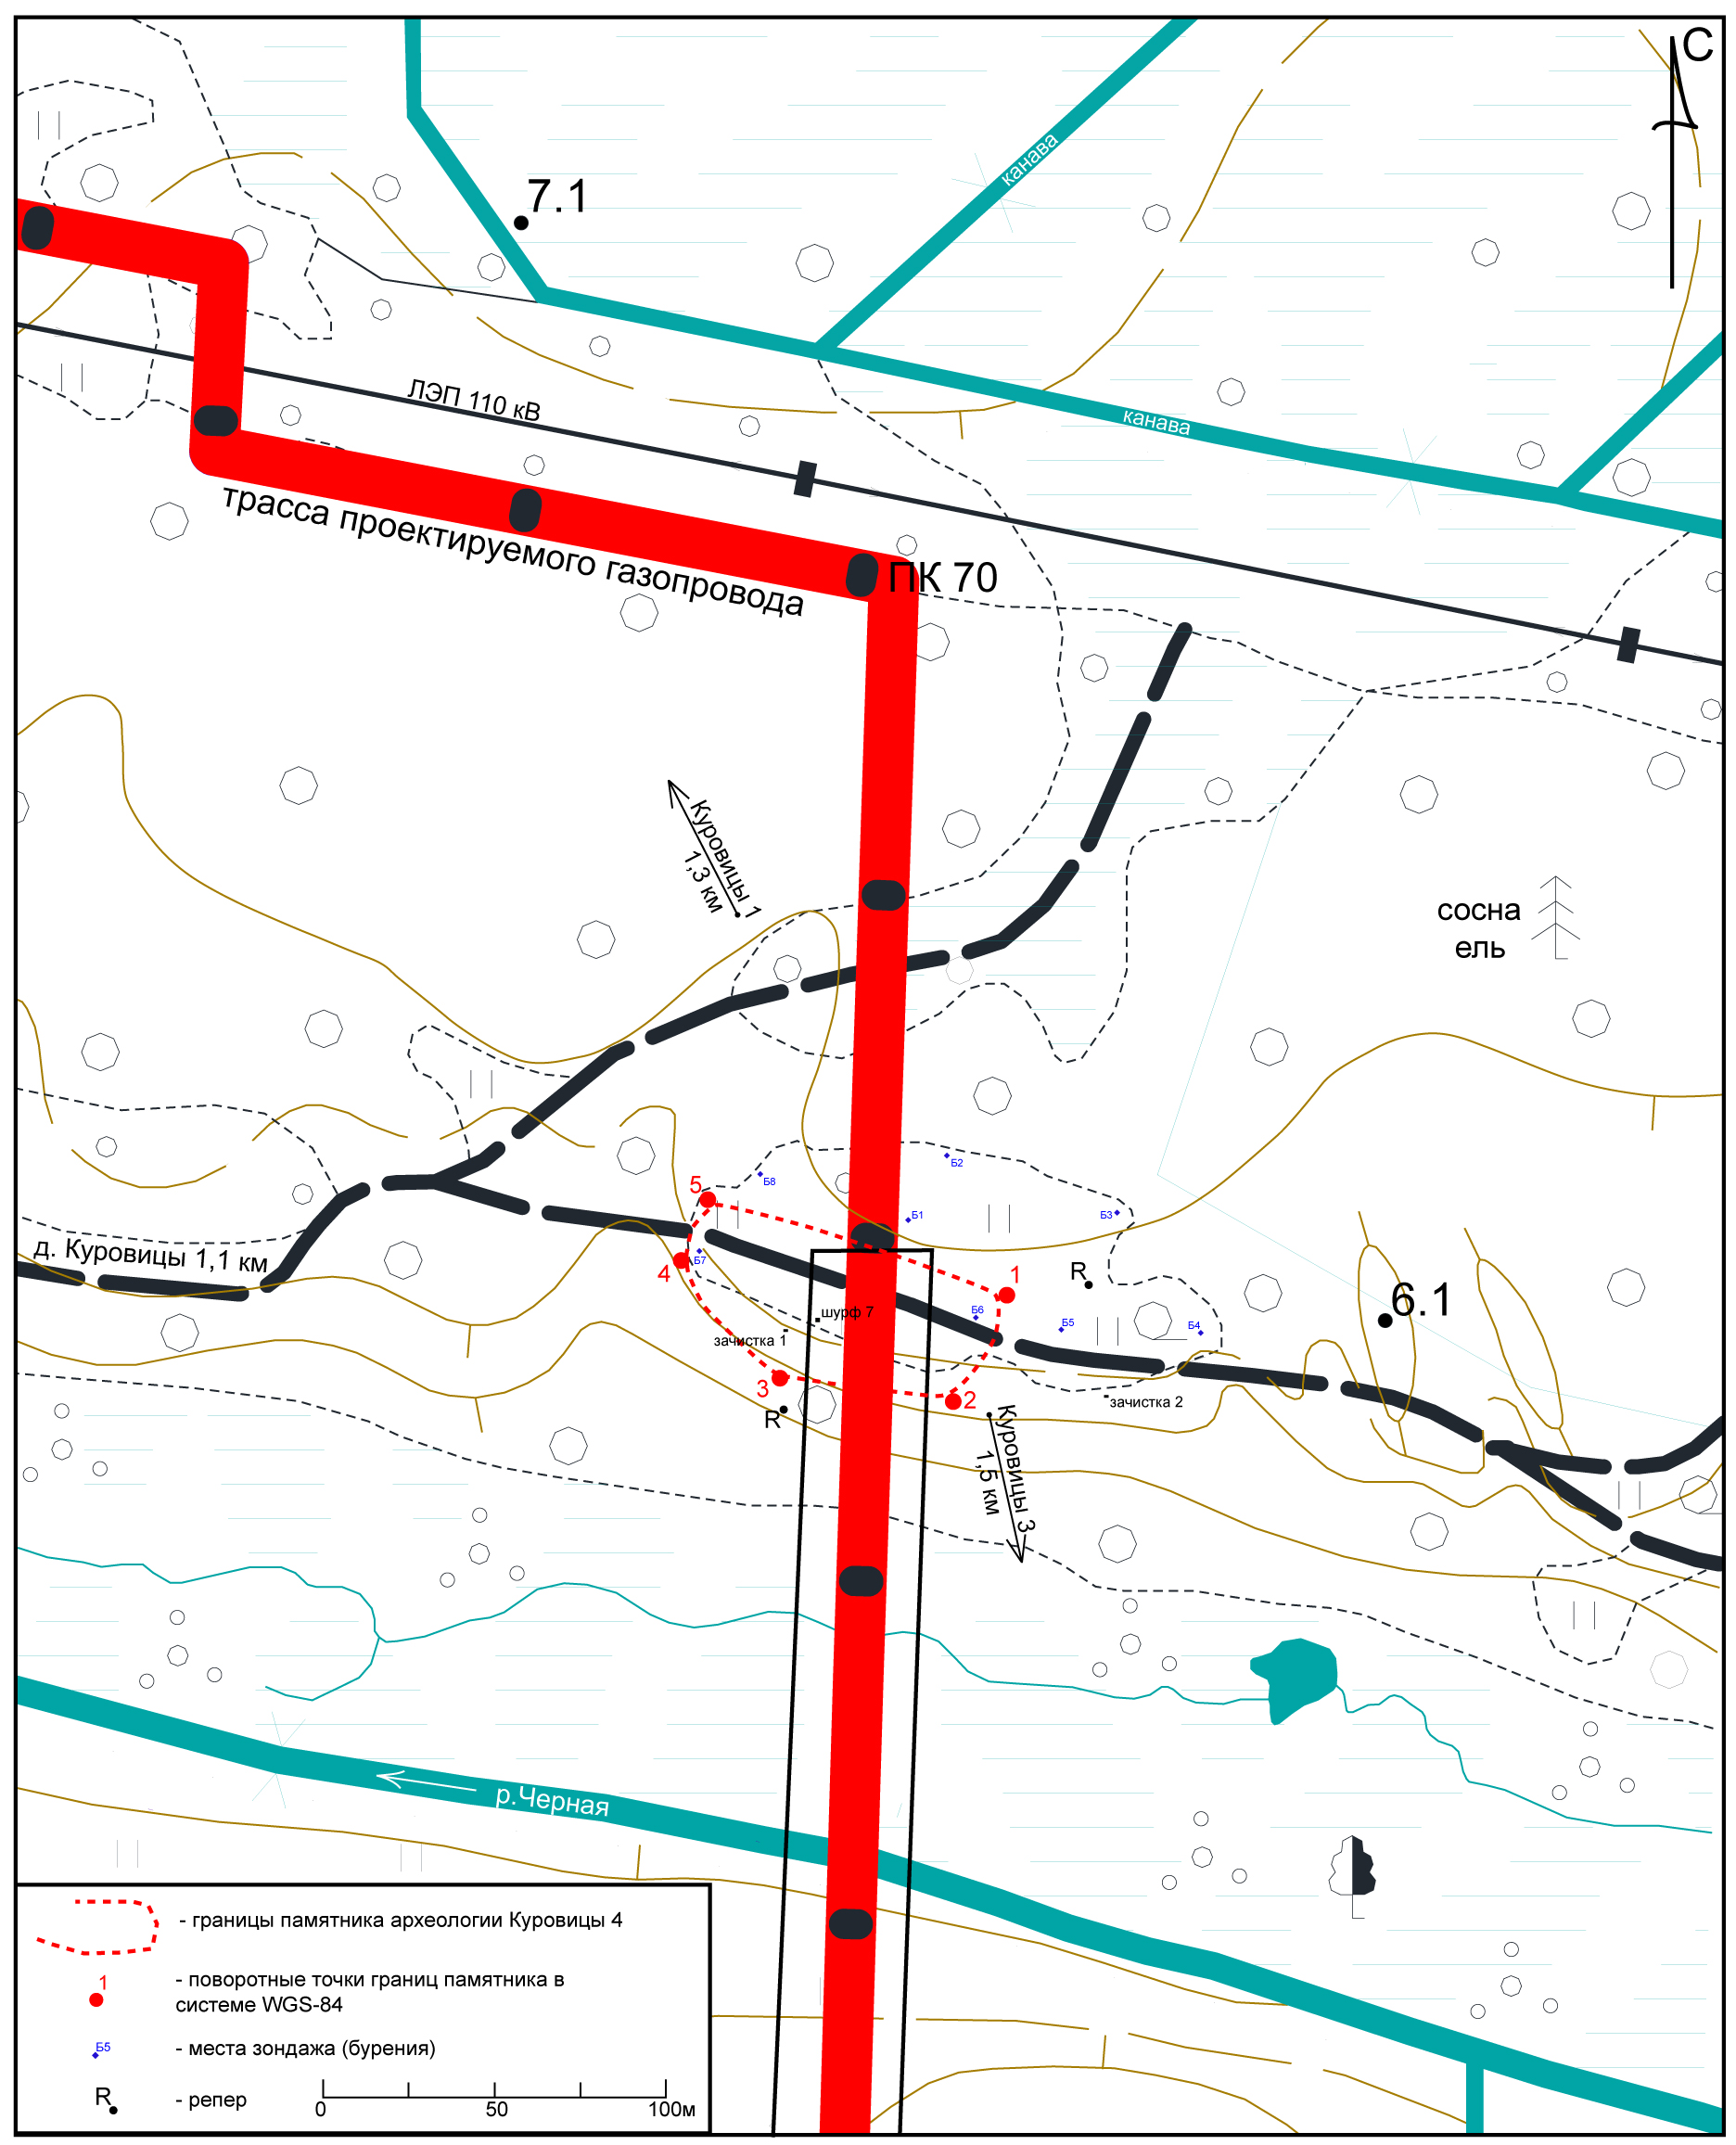 С
7.1
канава
ЛЭП 110 кВ
канава
трасса проектируемого газопровода
ПК 70
Куровицы 1
1,3 км
сосна
ель
Б2
Б8
5
Б1
Б3
д. Куровицы 1,1 км
4
Б7
R
1
6.1
шурф 7
Б6
Б5
Б4
зачистка 1
3
2
зачистка 2
R
Куровицы 3
1,5 км
р.Черная
- границы памятника археологии Куровицы 4
1
- поворотные точки границ памятника в
системе WGS-84
Б5
- места зондажа (бурения)
R
- репер
0 50 100м